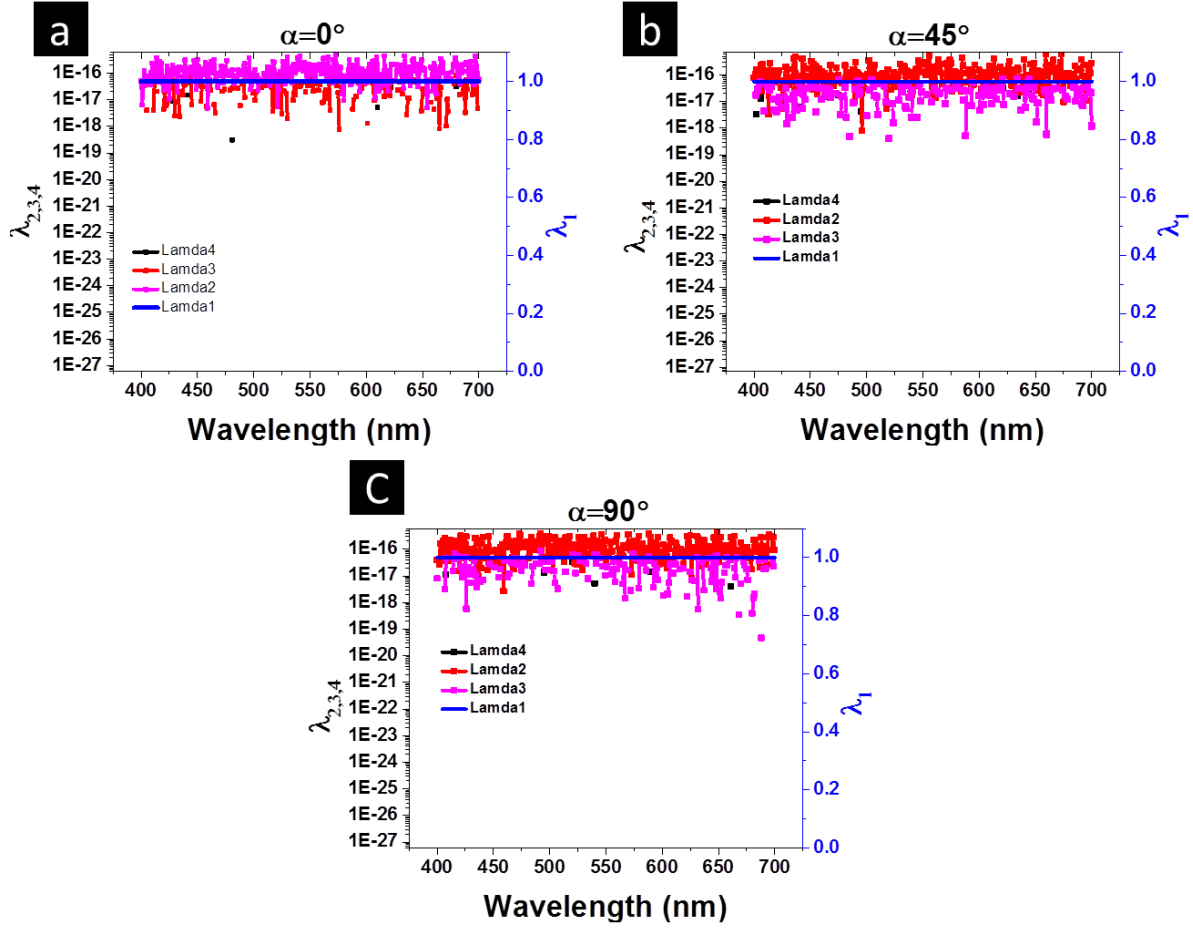 a
α=0°
1E-16
1E-17
1E-18
1E-19
1E-20
1E-21
1E-22
1E-23
1E-24
1E-25
1E-26
1E-27
λ2,3,4
Lamda4
Lamda3
Lamda2
Lamda1
1.0
0.8
0.6
0.4
0.2
0.0
λ1
400 450 500 550 600 650 700
Wavelength (nm)
b
α=45°
1E-16
1E-17
1E-18
1E-19
1E-20
1E-21
1E-22
1E-23
1E-24
1E-25
1E-26
1E-27
λ2,3,4
Lamda4
Lamda2
Lamda3
Lamda1
1.0
0.8
0.6
0.4
0.2
0.0
λ1
400 450 500 550 600 650 700
Wavelength (nm)
C
α=90°
1E-16
1E-17
1E-18
1E-19
1E-20
1E-21
1E-22
1E-23
1E-24
1E-25
1E-26
1E-27
λ2,3,4
Lamda4
Lamda2
Lamda3
Lamda1
1.0
0.8
0.6
0.4
0.2
0.0
λ1
400 450 500 550 600 650 700
Wavelength (nm)